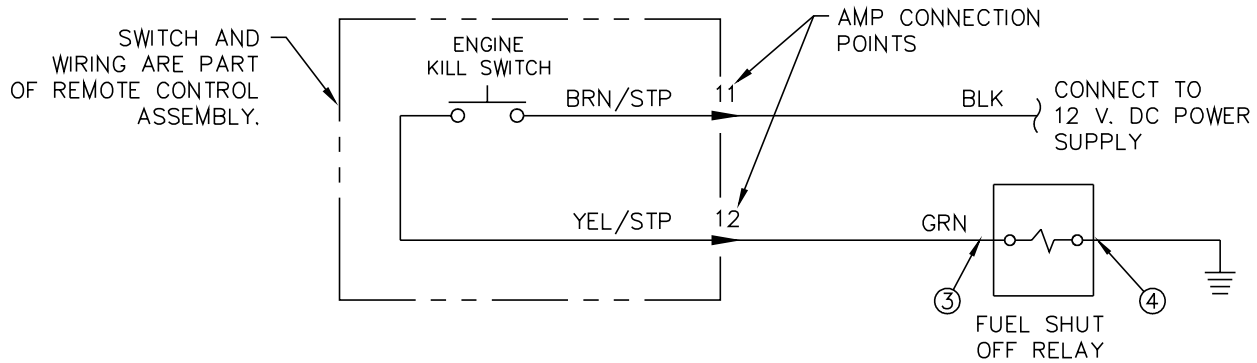 SWITCH AND
WIRING ARE PART
OF REMOTE CONTROL
ASSEMBLY.
ENGINE
KILL SWITCH
AMP CONNECTION
POINTS
BRN/STP
11
BLK
CONNECT TO
12 V. DC POWER
SUPPLY
YEL/STP
12
GRN
3
4
FUEL SHUT
OFF RELAY